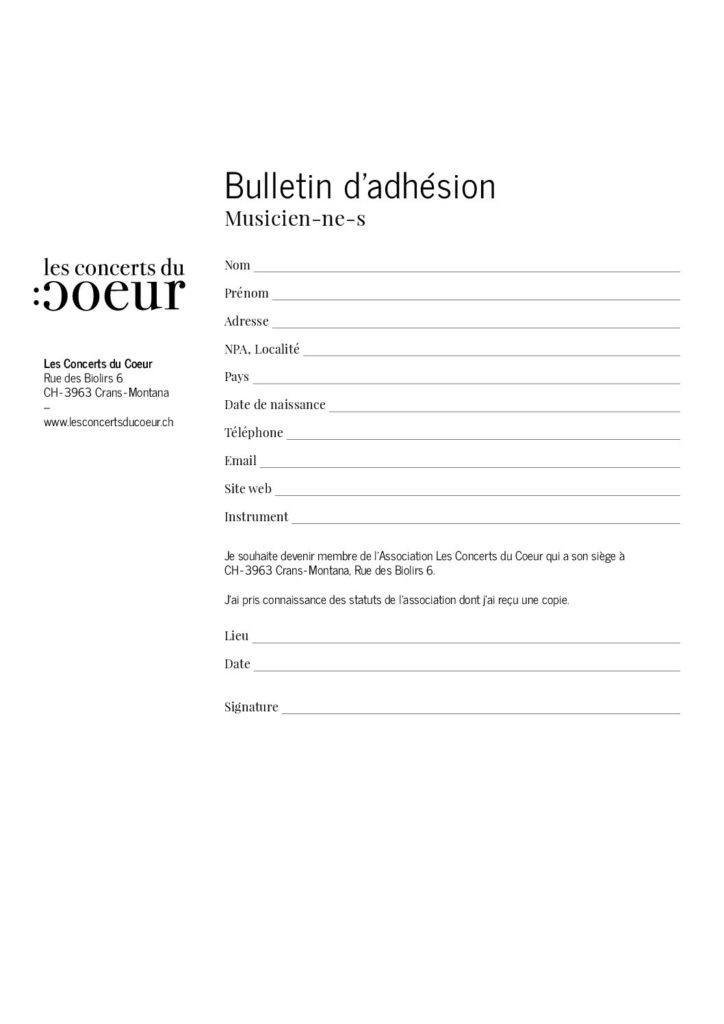 Bulletin d'adhésion
Musicien-ne-s
les concerts du
:coeur
Les Concerts du Coeur
Rue des Biolirs 6
CH-3963 Crans-Montana
–
www.lesconcertsducoeur.ch
Nom
Prénom
Adresse
NPA, Localité
Pays
Date de naissance
Téléphone
Email
Site web
Instrument
Je souhaite devenir membre de l'Association Les Concerts du Coeur qui a son siège à
CH-3963 Crans-Montana, Rue des Biolirs 6.
J'ai pris connaissance des statuts de l'association dont j'ai reçu une copie.
Lieu
Date
Signature